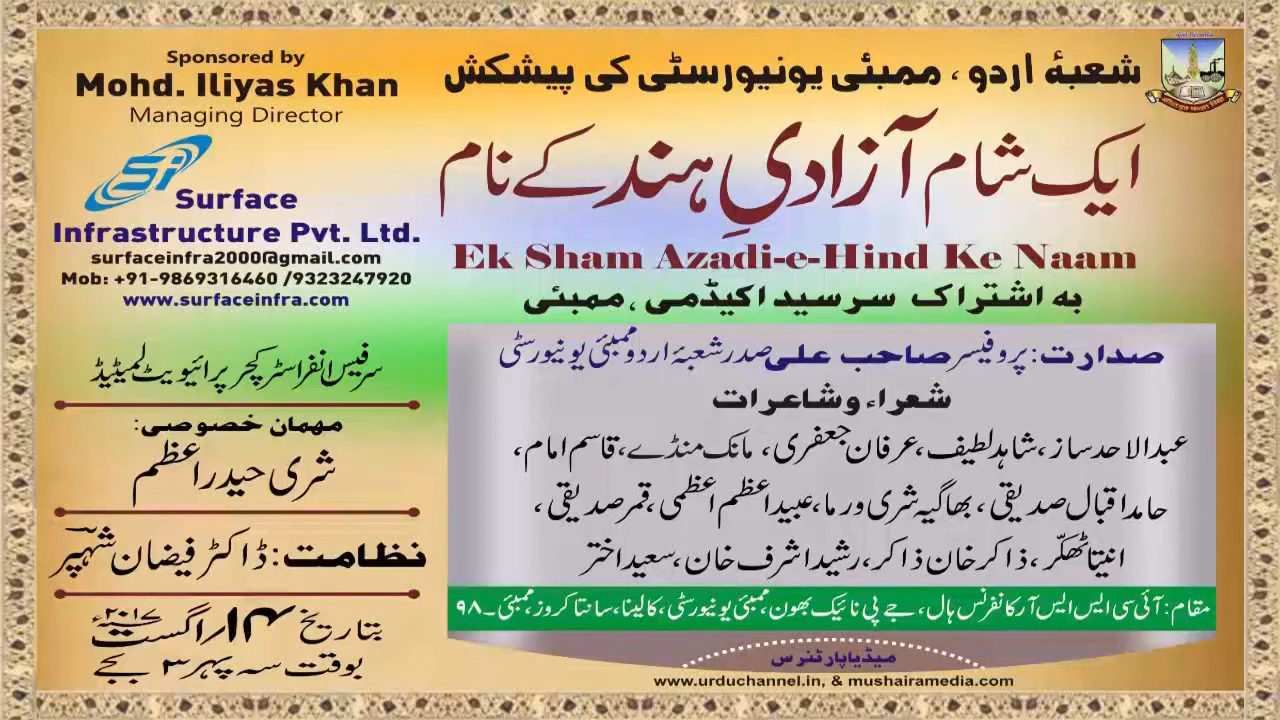 شعبۂ اردو ، ممبئی یونیورسٹی کی پیشکش
ایک شام آزادیِ ہند کے نام
Ek Sham Azadi-e-Hind Ke Naam
بہ اشتراک سرسید اکیڈمی ، ممبئی
صدارت: پروفیسر صاحب علی صدر شعبۂ اردو ممبئی یونیورسٹی
شعراء و شاعرات
عبدالاحد ساز، شاہد لطیف، عرفان جعفری، مانک منڈے، قاسم امام،
حامد اقبال صدیقی، بھاگیہ شری ورما، عبید اعظم اعظمی، قمر صدیقی،
انیتا ٹھکّر، ذاکر خان ذاکر، رشید اشرف خان، سعید اختر
مقام: آئی سی ایس ایس آر کانفرنس ہال، جے پی نائیک بھون، ممبئی یونیورسٹی، کالینا، سانتا کروز، ممبئی۔۹۸
میڈیا پارٹنرس
www.urduchannel.in, & mushairamedia.com
Sponsored by
Mohd. Iliyas Khan
Managing Director
Si
Surface
Infrastructure Pvt. Ltd.
surfaceinfra2000@gmail.com
Mob: +91-9869316460 /9323247920
www.surfaceinfra.com
سرفیس انفراسٹرکچر پرائیویٹ لمیٹیڈ
مہمان خصوصی:
شری حیدر اعظم
نظامت: ڈاکٹر فیضان شہپر
بتاریخ ۱۴/اگست ۲۰۱۷ء
بوقت سہ پہر ۳ بجے